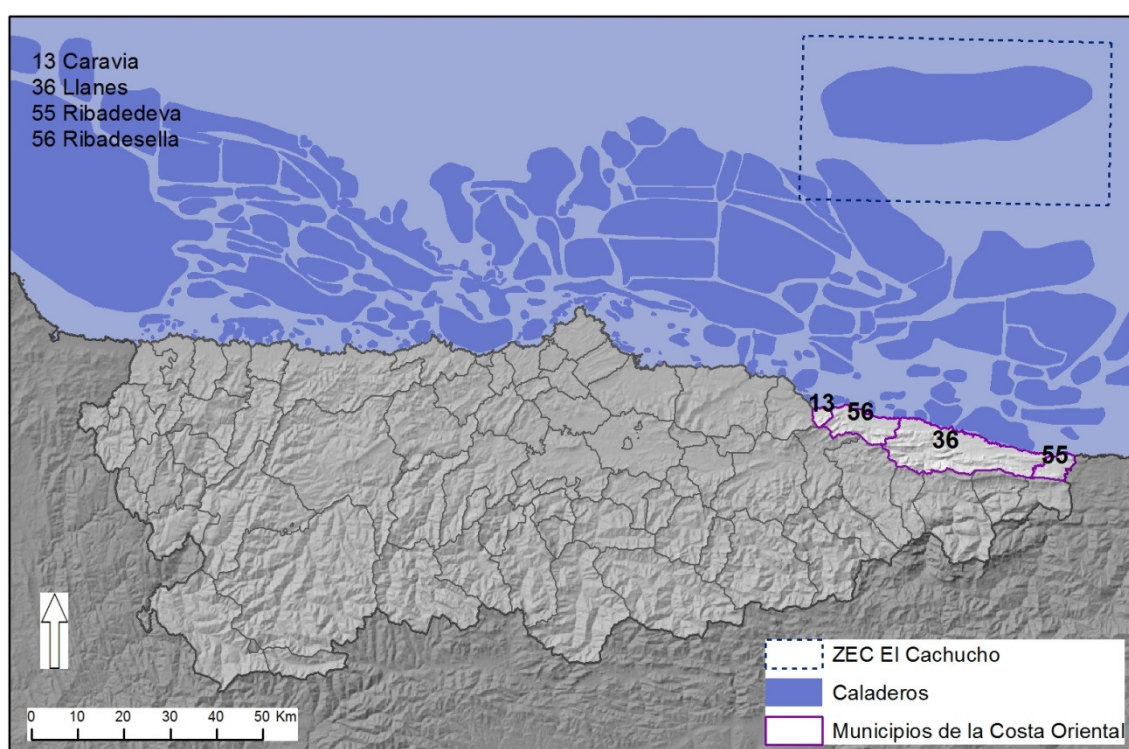 13 Caravia
36 Llanes
55 Ribadedeva
56 Ribadesella
13
56
36
55
ZEC El Cachucho
Caladeros
Municipios de la Costa Oriental
0 10 20 30 40 50 Km